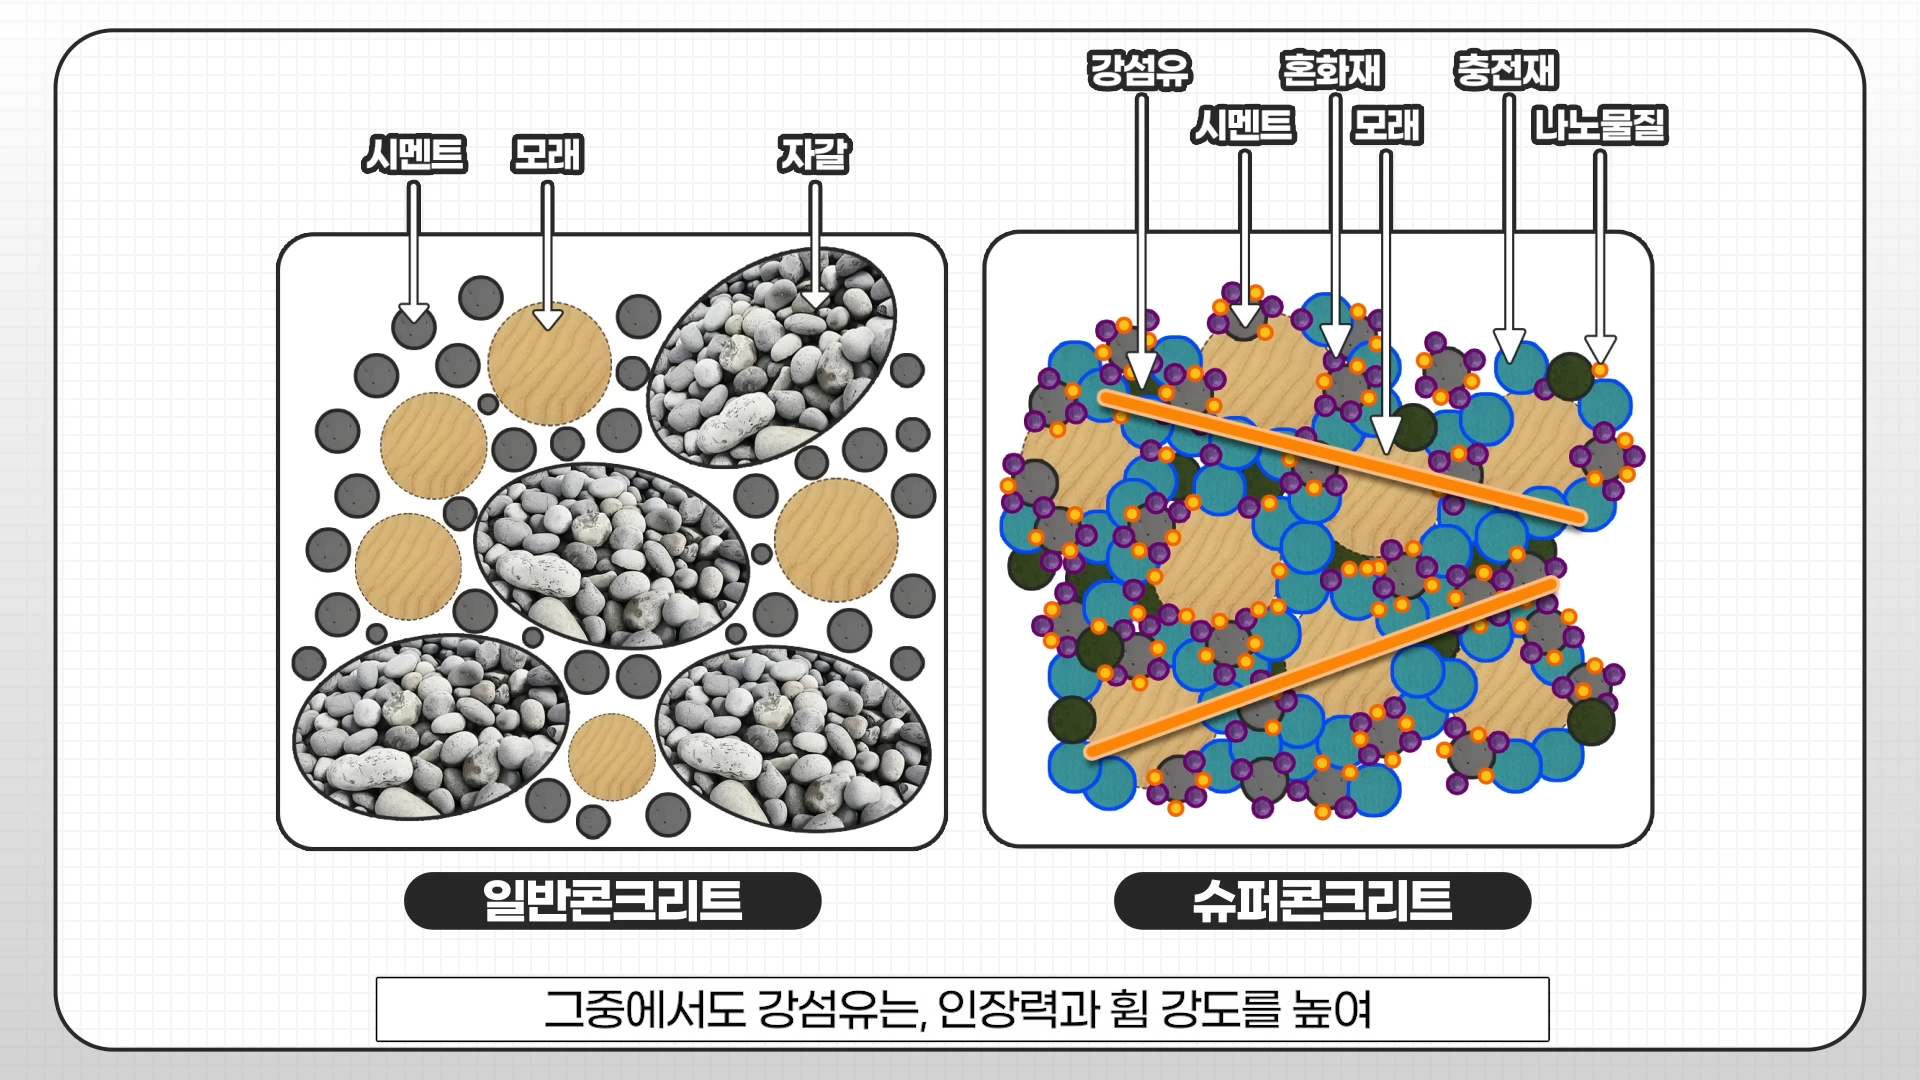 강섬유
혼화재
충전재
시멘트
모래
나노물질
시멘트
모래
자갈
일반콘크리트
슈퍼콘크리트
그중에서도 강섬유는, 인장력과 휨 강도를 높여